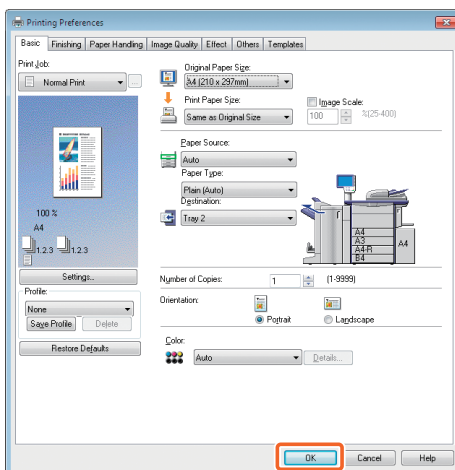 Printing Preferences
Basic Finishing Paper Handling Image Quality Effect Others Templates
Print Job:
Normal Print
...
100 %
A4
1.2.3 1.2.3
Settings...
Profile:
None
Save Profile Delete
Restore Defaults
Original Paper Size:
A4 (210 x 297mm)
Print Paper Size:
Same as Original Size
Image Scale:
100 %(25-400)
Paper Source:
Auto
Paper Type:
Plain (Auto)
Destination:
Tray 2
A4
A3
A4-R
B4
A4
Number of Copies: 1 (1-9999)
Orientation:
Portrait Landscape
Color:
Auto Details...
OK Cancel Help